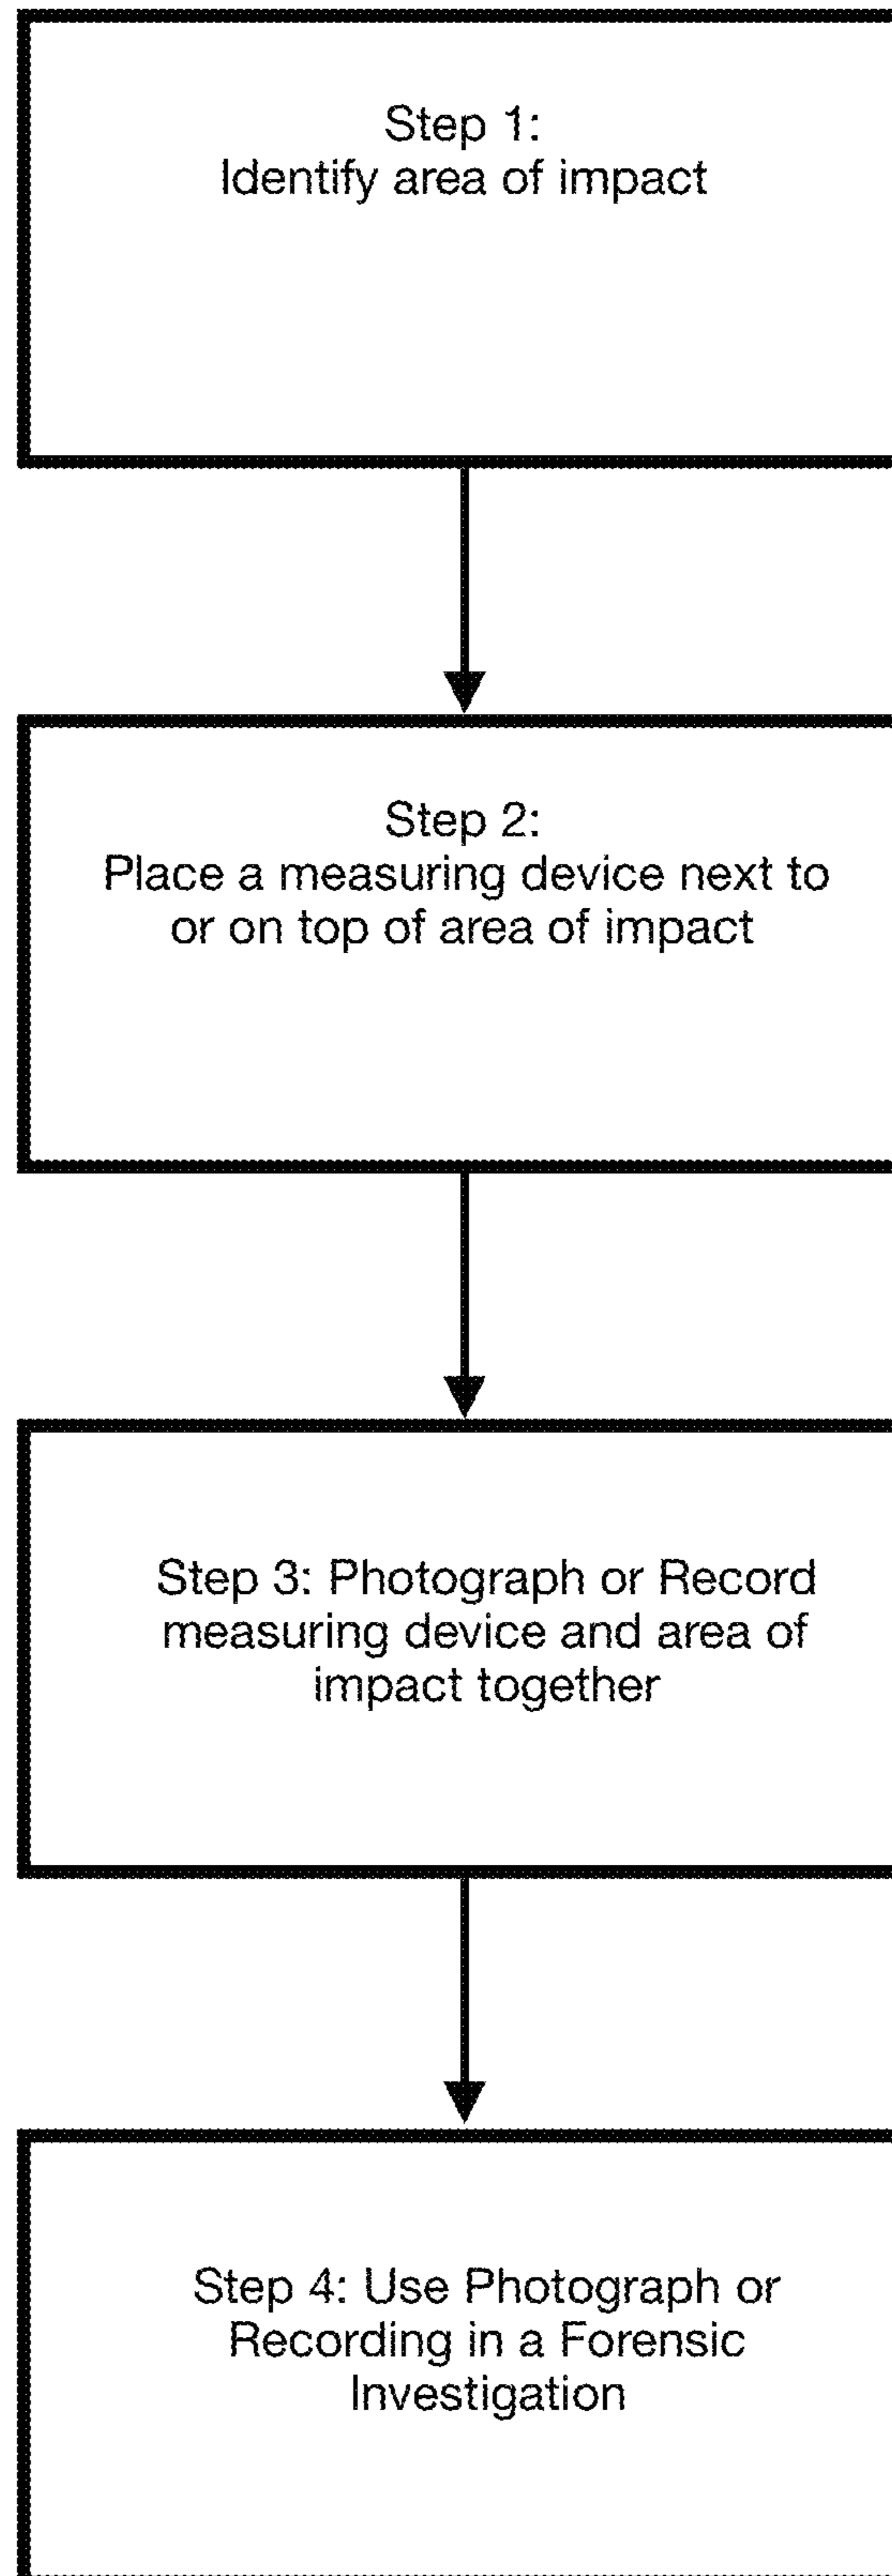 Step 1:
Identify area of impact
Step 2:
Place a measuring device next to
or on top of area of impact
Step 3: Photograph or Record
measuring device and area of
impact together
Step 4: Use Photograph or
Recording in a Forensic
Investigation